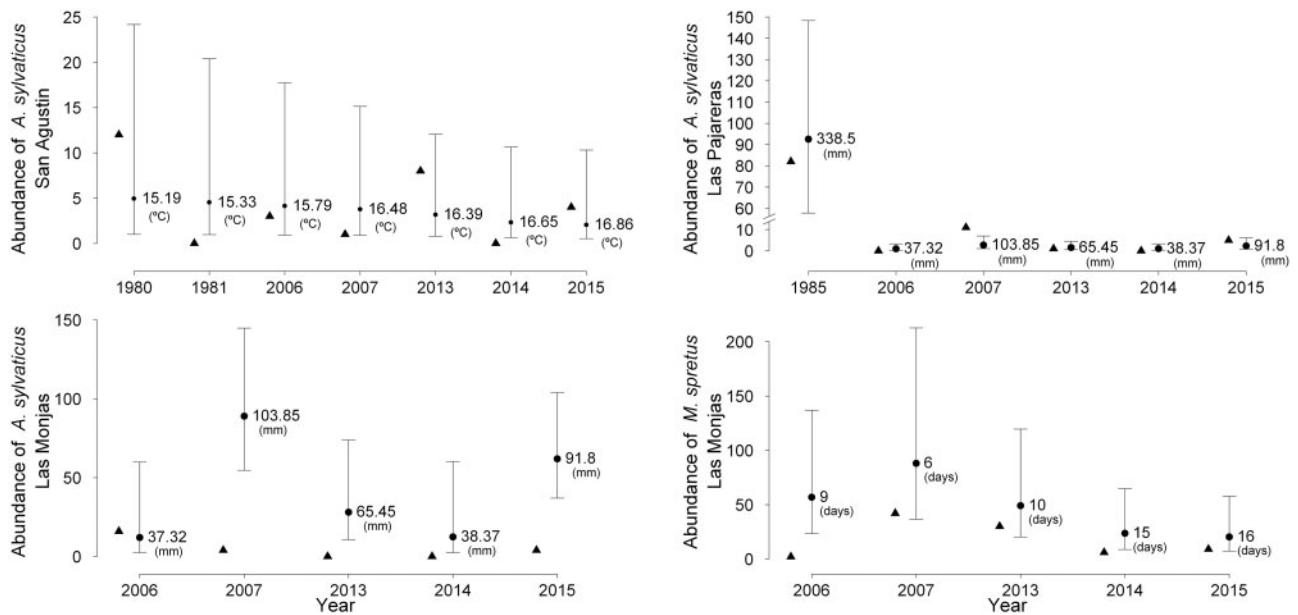 Abundance of A. sylvaticus
San Agustin
25
20
15
10
5
0
15.19
(ºC)
15.33
(ºC)
15.79
(ºC)
16.48
(ºC)
16.39
(ºC)
16.65
(ºC)
16.86
(ºC)
1980 1981 2006 2007 2013 2014 2015
Abundance of A. sylvaticus
Las Pajareras
150
140
130
120
110
100
90
80
70
60
10
0
338.5
(mm)
37.32
(mm)
103.85
(mm)
65.45
(mm)
38.37
(mm)
91.8
(mm)
1985 2006 2007 2013 2014 2015
Abundance of A. sylvaticus
Las Monjas
150
100
50
0
37.32
(mm)
103.85
(mm)
65.45
(mm)
38.37
(mm)
91.8
(mm)
2006 2007 2013 2014 2015
Year
Abundance of M. spretus
Las Monjas
200
150
100
50
0
9
(days)
6
(days)
10
(days)
15
(days)
16
(days)
2006 2007 2013 2014 2015
Year